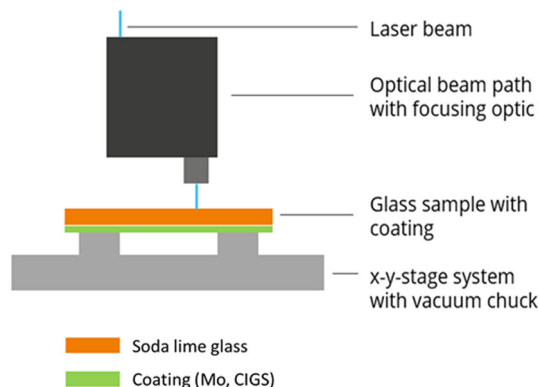 Laser beam
Optical beam path
with focusing optic
Glass sample with
coating
x-y-stage system
with vacuum chuck
Soda lime glass
Coating (Mo, CIGS)